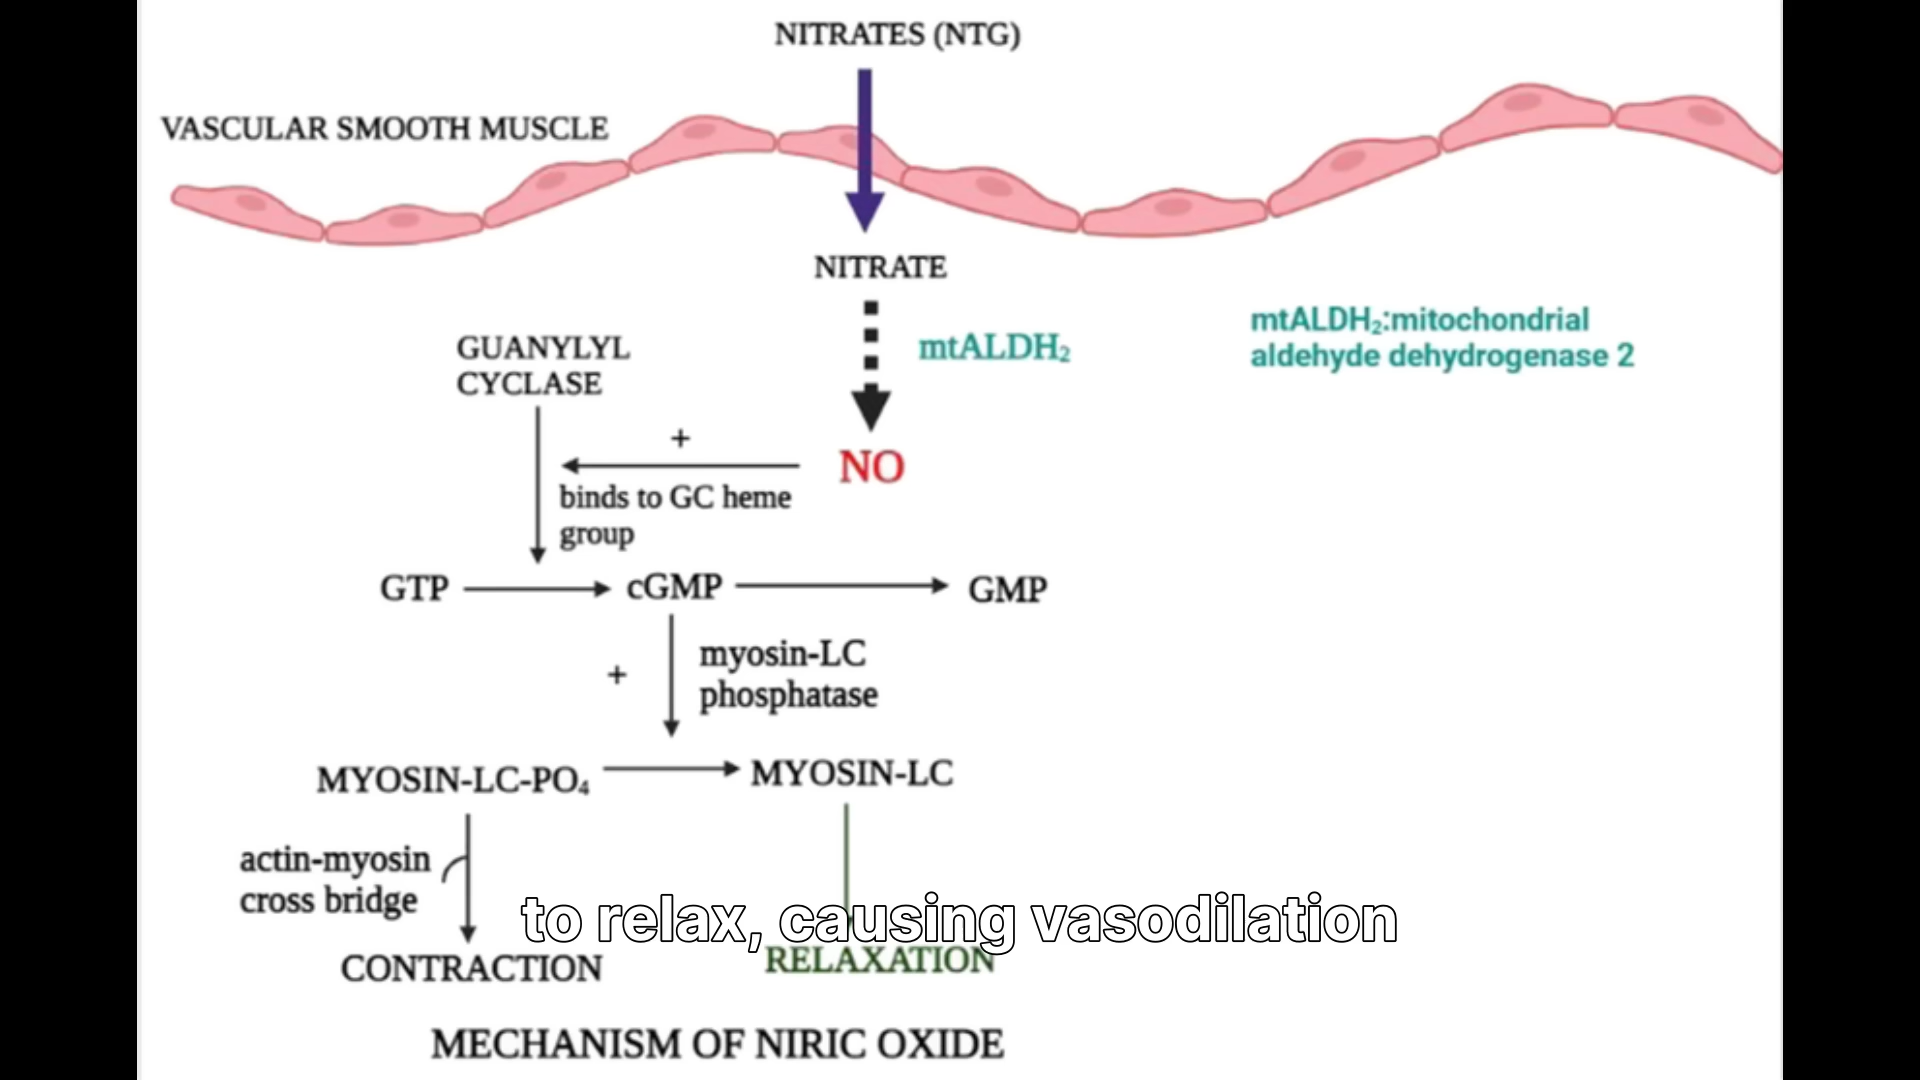 NITRATES (NTG)
VASCULAR SMOOTH MUSCLE
NITRATE
mtALDH₂
mtALDH₂:mitochondrial
aldehyde dehydrogenase 2
GUANYLYL
CYCLASE
+
NO
binds to GC heme
group
GTP
cGMP
GMP
+
myosin-LC
phosphatase
MYOSIN-LC-PO₄
MYOSIN-LC
actin-myosin
cross bridge
to relax, causing vasodilation
CONTRACTION
RELAXATION
MECHANISM OF NIRIC OXIDE